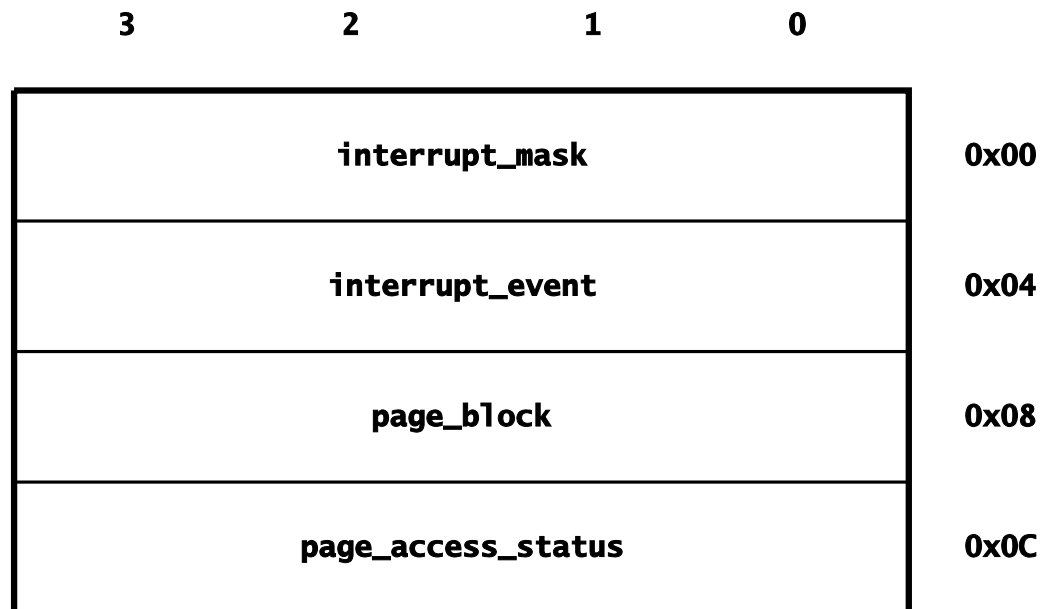 3 2 1 0
interrupt_mask 0x00
interrupt_event 0x04
page_block 0x08
page_access_status 0x0C